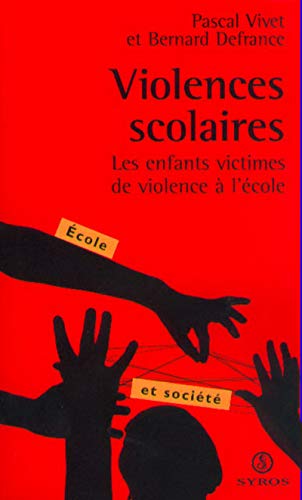 Pascal Vivet
et Bernard Defrance
Violences
scolaires
Les enfants victimes
de violence à l'école
École
et société
SYROS